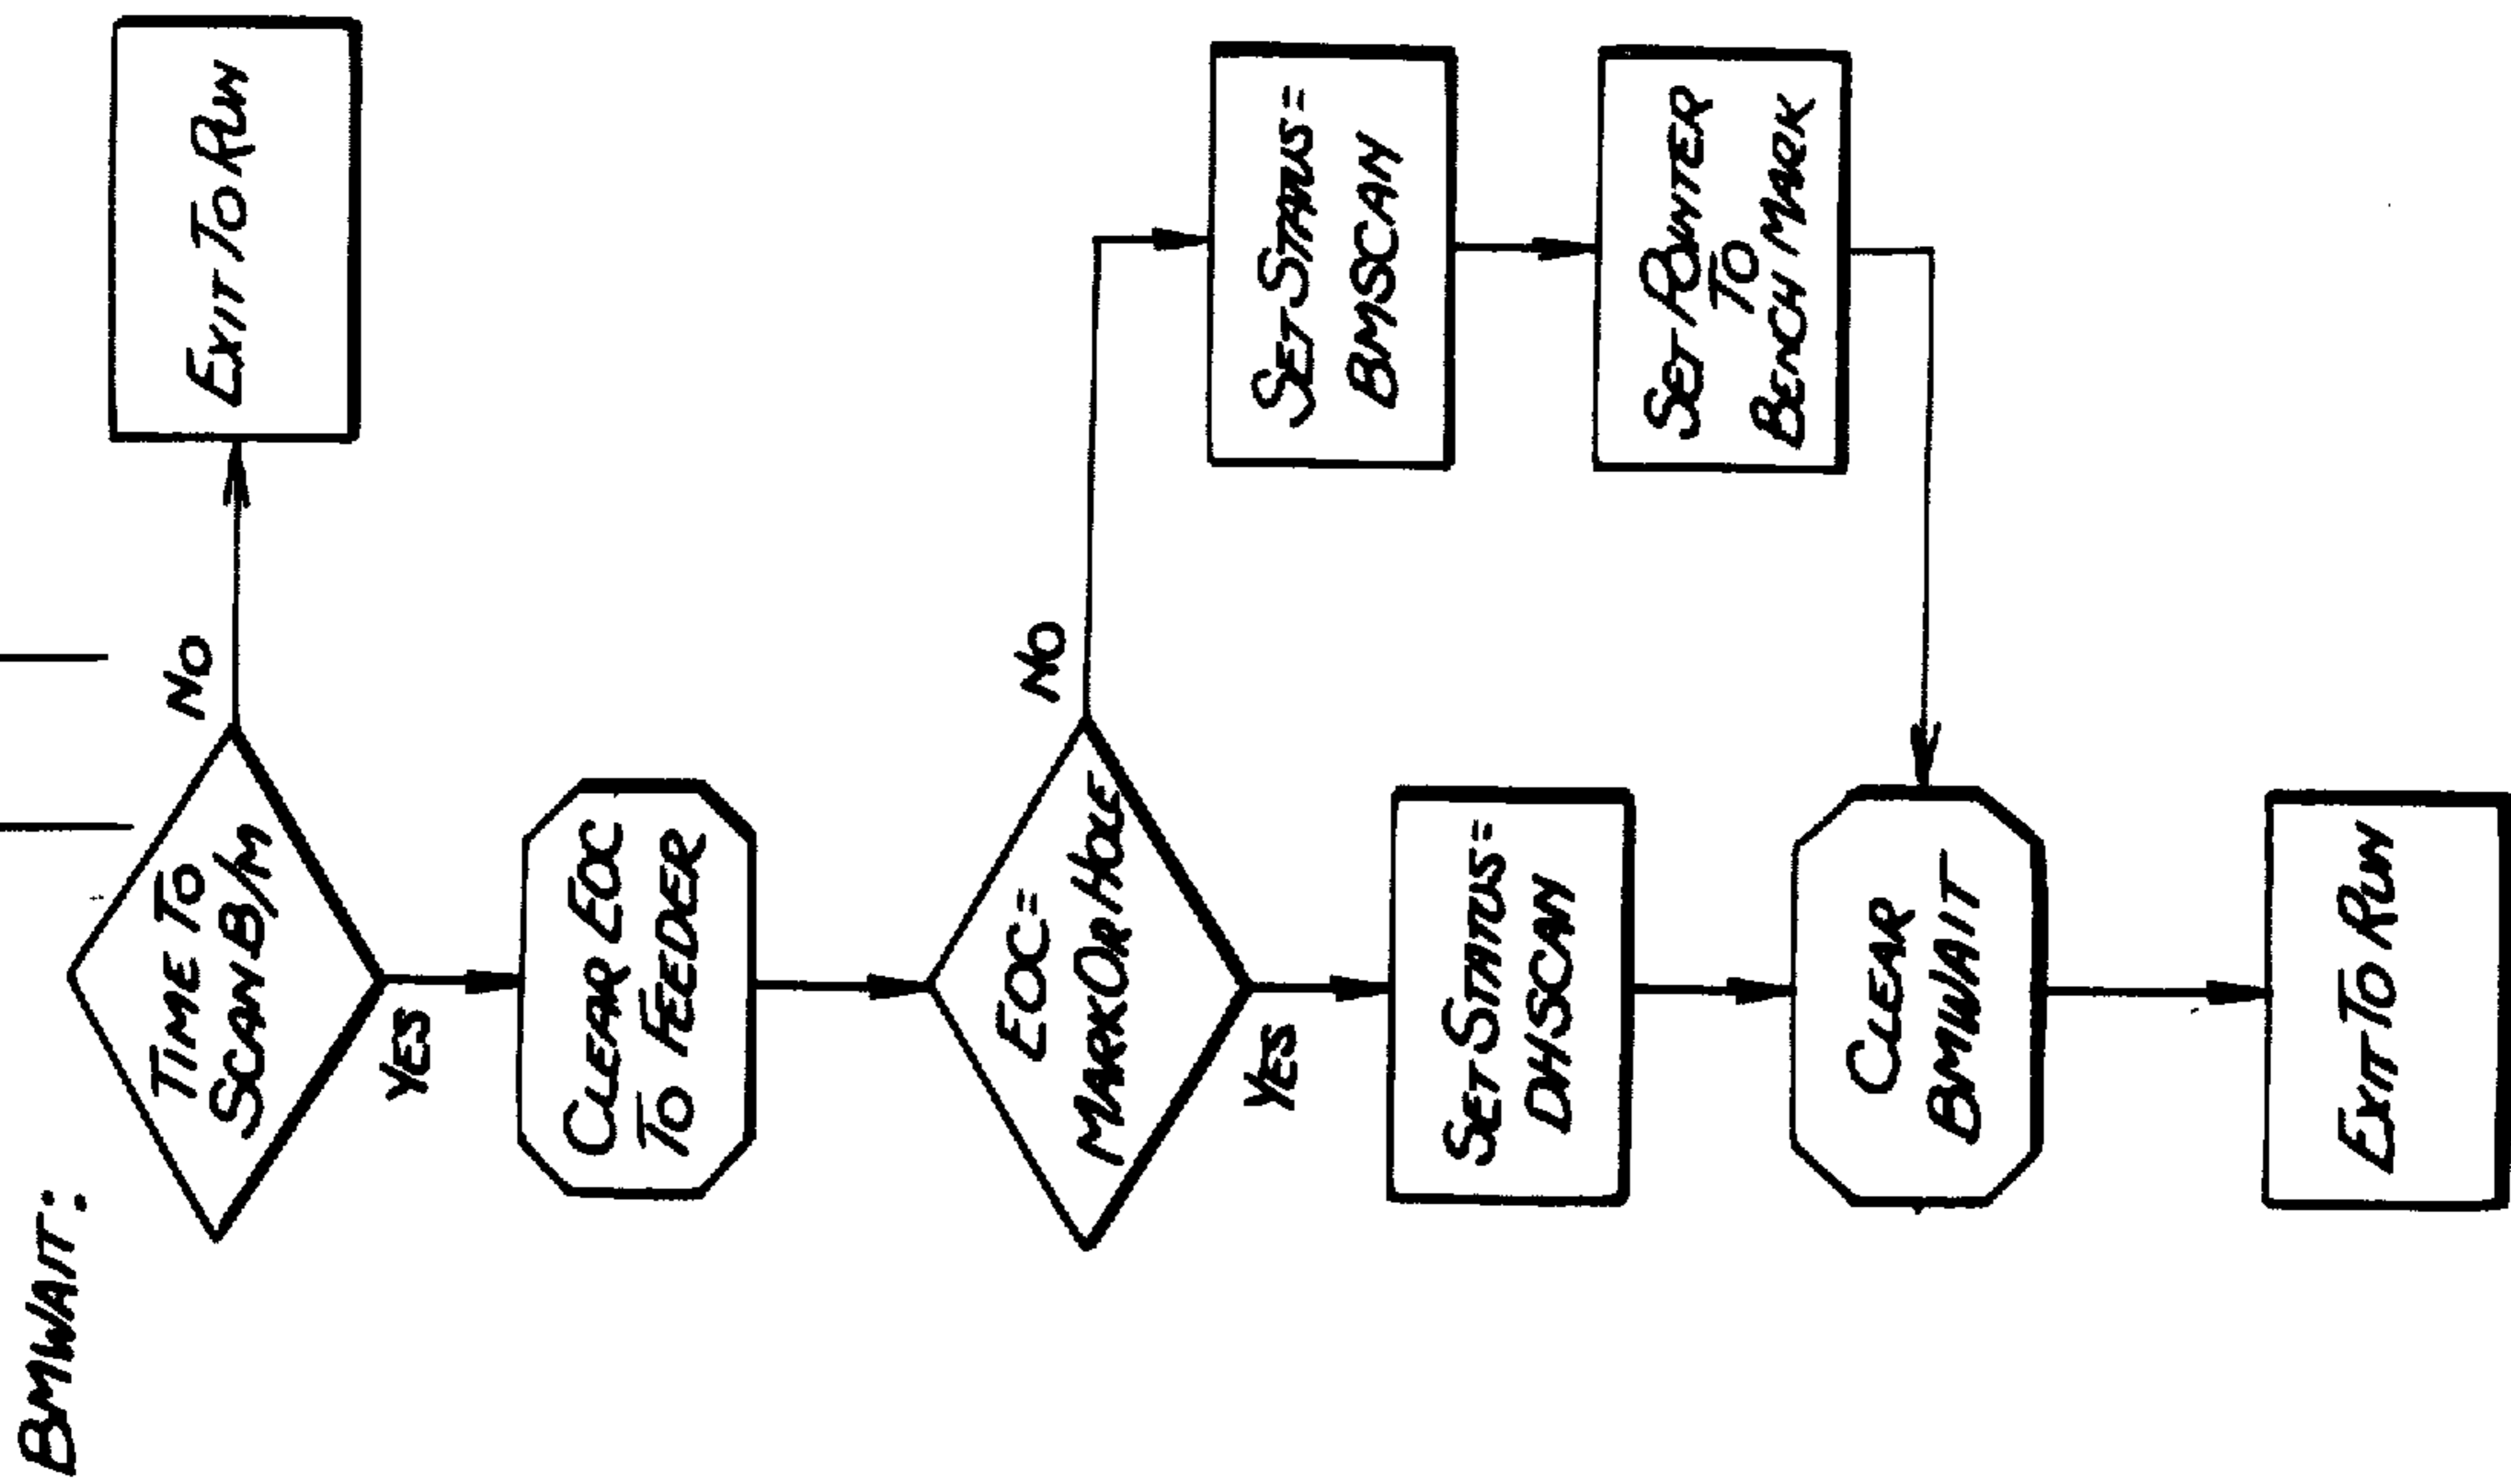 BMWAIT:
TIME TO
SCAN B/M
NO
EXIT TO RUN
YES
CLEAR EOC
TO FEEDER
EOC=
MARK OR HOLE
NO
SET STATUS=
BMSCAN
SET POINTER
TO
BENCH MARK
YES
SET STATUS=
DHSCAN
CLEAR
BMWAIT
EXIT TO RUN